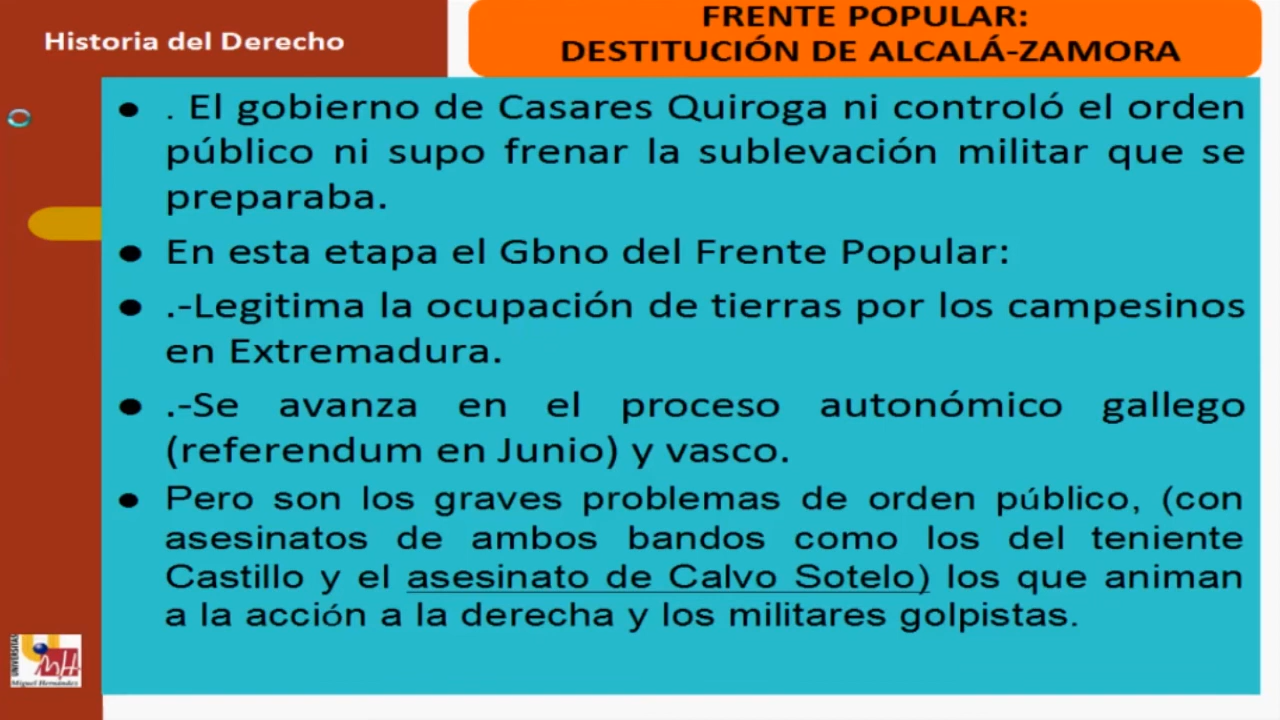 Historia del Derecho
FRENTE POPULAR:
DESTITUCIÓN DE ALCALÁ-ZAMORA
● . El gobierno de Casares Quiroga ni controló el orden
público ni supo frenar la sublevación militar que se
preparaba.
● En esta etapa el Gbno del Frente Popular:
● .-Legitima la ocupación de tierras por los campesinos
en Extremadura.
● .-Se avanza en el proceso autonómico gallego
(referendum en Junio) y vasco.
● Pero son los graves problemas de orden público, (con
asesinatos de ambos bandos como los del teniente
Castillo y el asesinato de Calvo Sotelo) los que animan
a la acción a la derecha y los militares golpistas.
UNIVERSITAS
Miguel Hernández